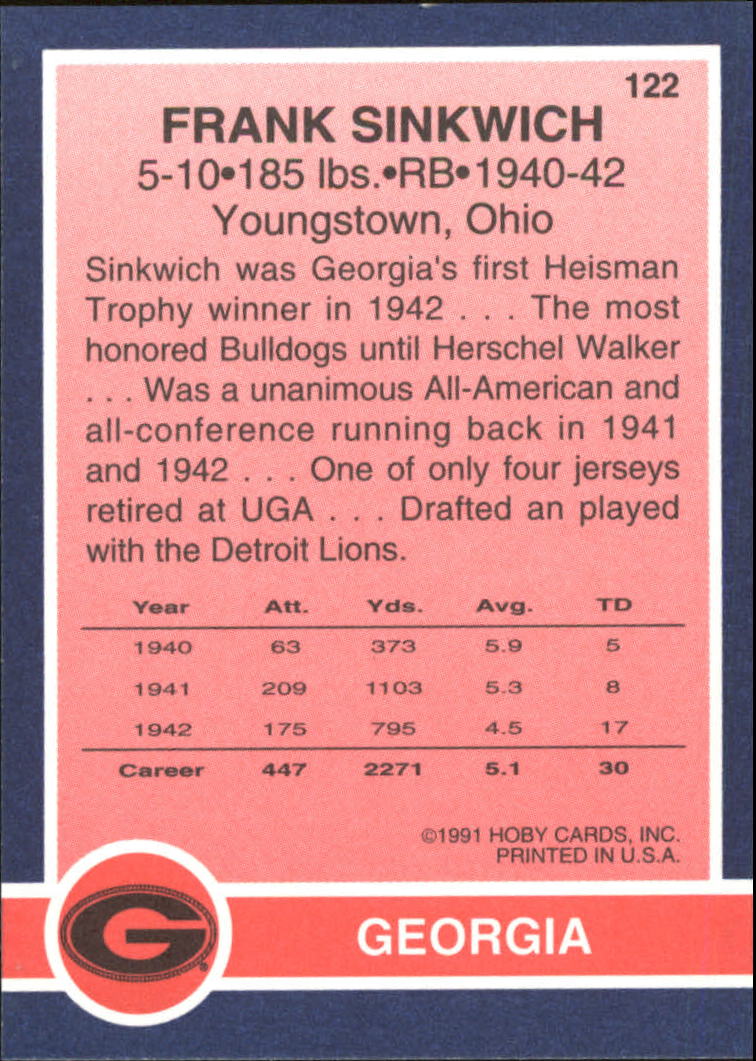 122
FRANK SINKWICH
5-10•185 lbs.•RB•1940-42
Youngstown, Ohio
Sinkwich was Georgia's first Heisman
Trophy winner in 1942 . . . The most
honored Bulldogs until Herschel Walker
. . . Was a unanimous All-American and
all-conference running back in 1941
and 1942 . . . One of only four jerseys
retired at UGA . . . Drafted an played
with the Detroit Lions.
Year Att. Yds. Avg. TD
1940 63 373 5.9 5
1941 209 1103 5.3 8
1942 175 795 4.5 17
Career 447 2271 5.1 30
©1991 HOBY CARDS, INC.
PRINTED IN U.S.A.
G®
GEORGIA